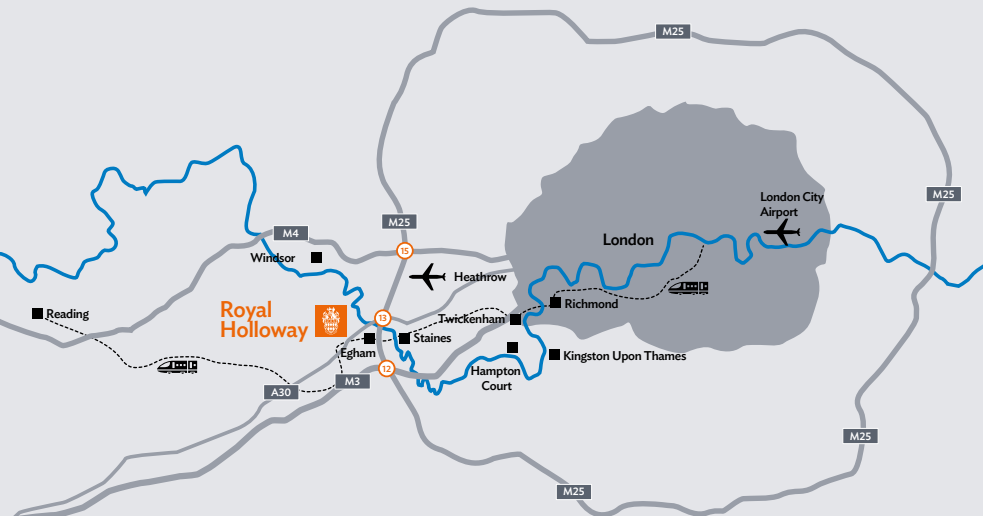 M25
M25
London City
Airport
M25
M4
London
15
Windsor
Heathrow
Royal
Holloway
Reading
13
Richmond
Twickenham
Staines
Egham
Kingston Upon Thames
12
Hampton
Court
M3
A30
M25
M25